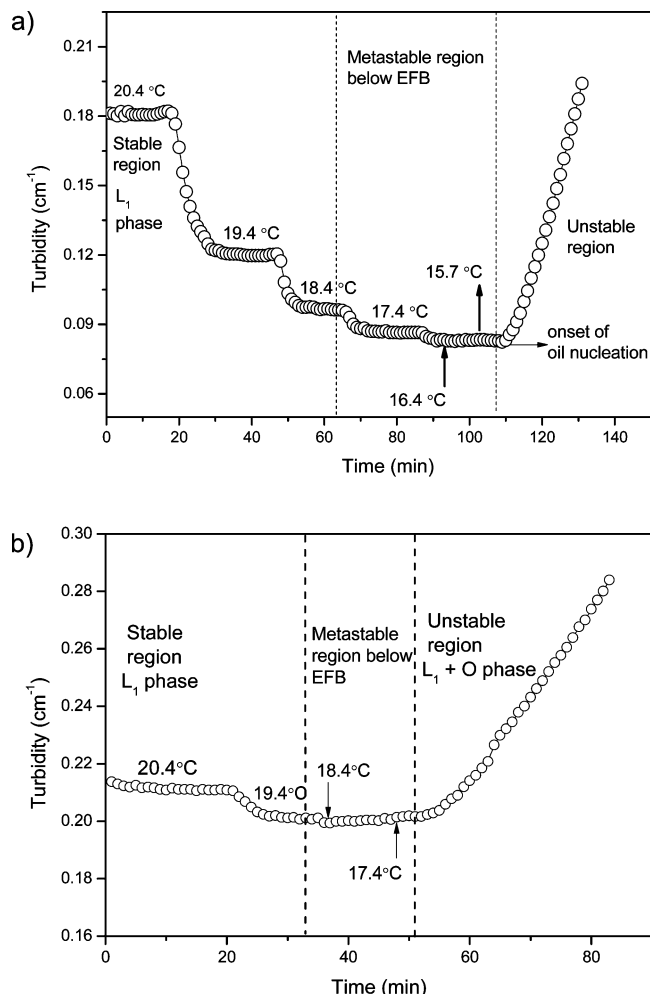 a)
0.21
0.18
0.15
0.12
0.09
0.06
Turbidity (cm⁻¹)
20.4 °C
Stable
region
L₁
phase
19.4 °C
18.4 °C
Metastable region
below EFB
17.4 °C
16.4 °C
15.7 °C
Unstable
region
onset of
oil nucleation
0 20 40 60 80 100 120 140
Time (min)
b)
0.30
0.28
0.26
0.24
0.22
0.20
0.18
0.16
Turbidity (cm⁻¹)
Stable
region
L₁ phase
20.4°C
19.4°O
Metastable
region below
EFB
18.4°C
17.4°C
Unstable
region
L₁ + O phase
0 20 40 60 80
Time (min)